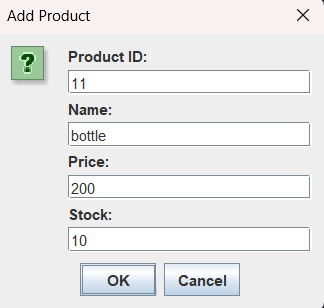 Add Product
Product ID:
11
Name:
bottle
Price:
200
Stock:
10
OK Cancel